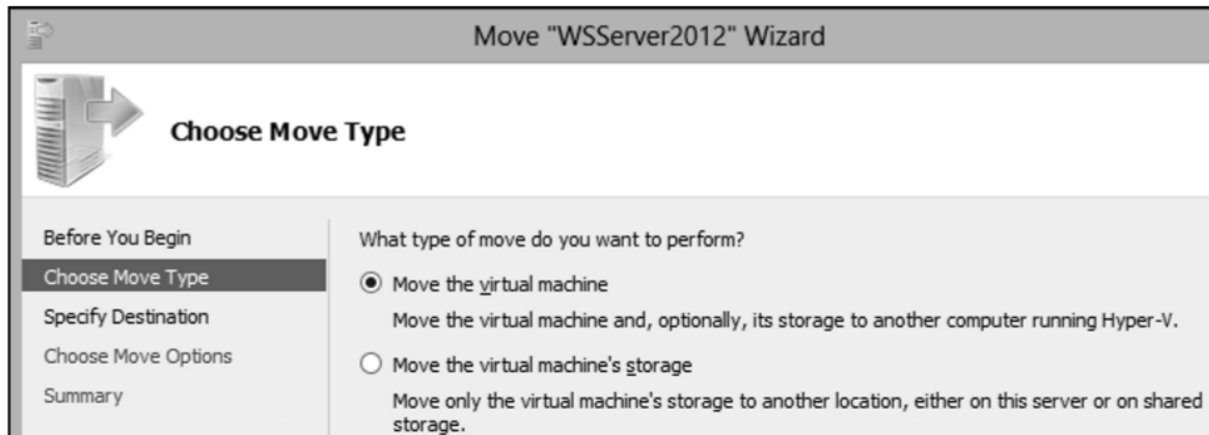 Move "WSServer2012" Wizard
Choose Move Type
Before You Begin
Choose Move Type
Specify Destination
Choose Move Options
Summary
What type of move do you want to perform?
Move the virtual machine
Move the virtual machine and, optionally, its storage to another computer running Hyper-V.
Move the virtual machine's storage
Move only the virtual machine's storage to another location, either on this server or on shared
storage.